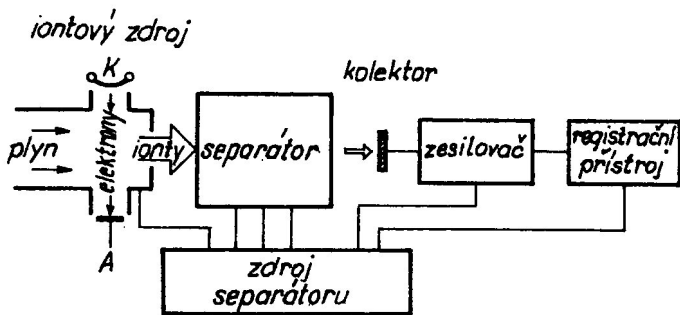 iontový zdroj
K
kolektor
plyn
elektrony
ionty
separátor
zesilovač
registrační
přístroj
A
zdroj
separátoru